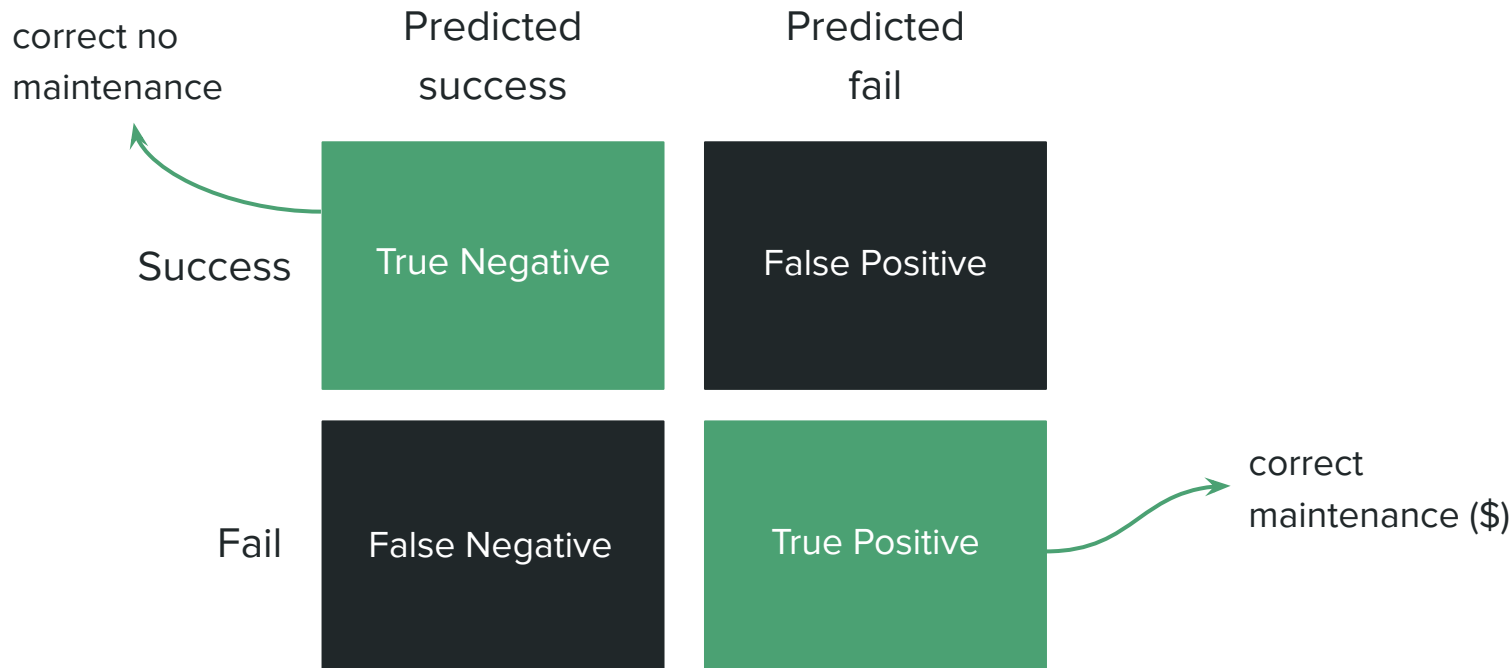 correct no
maintenance
Predicted
success
Predicted
fail
Success
True Negative
False Positive
Fail
False Negative
True Positive
correct
maintenance ($)